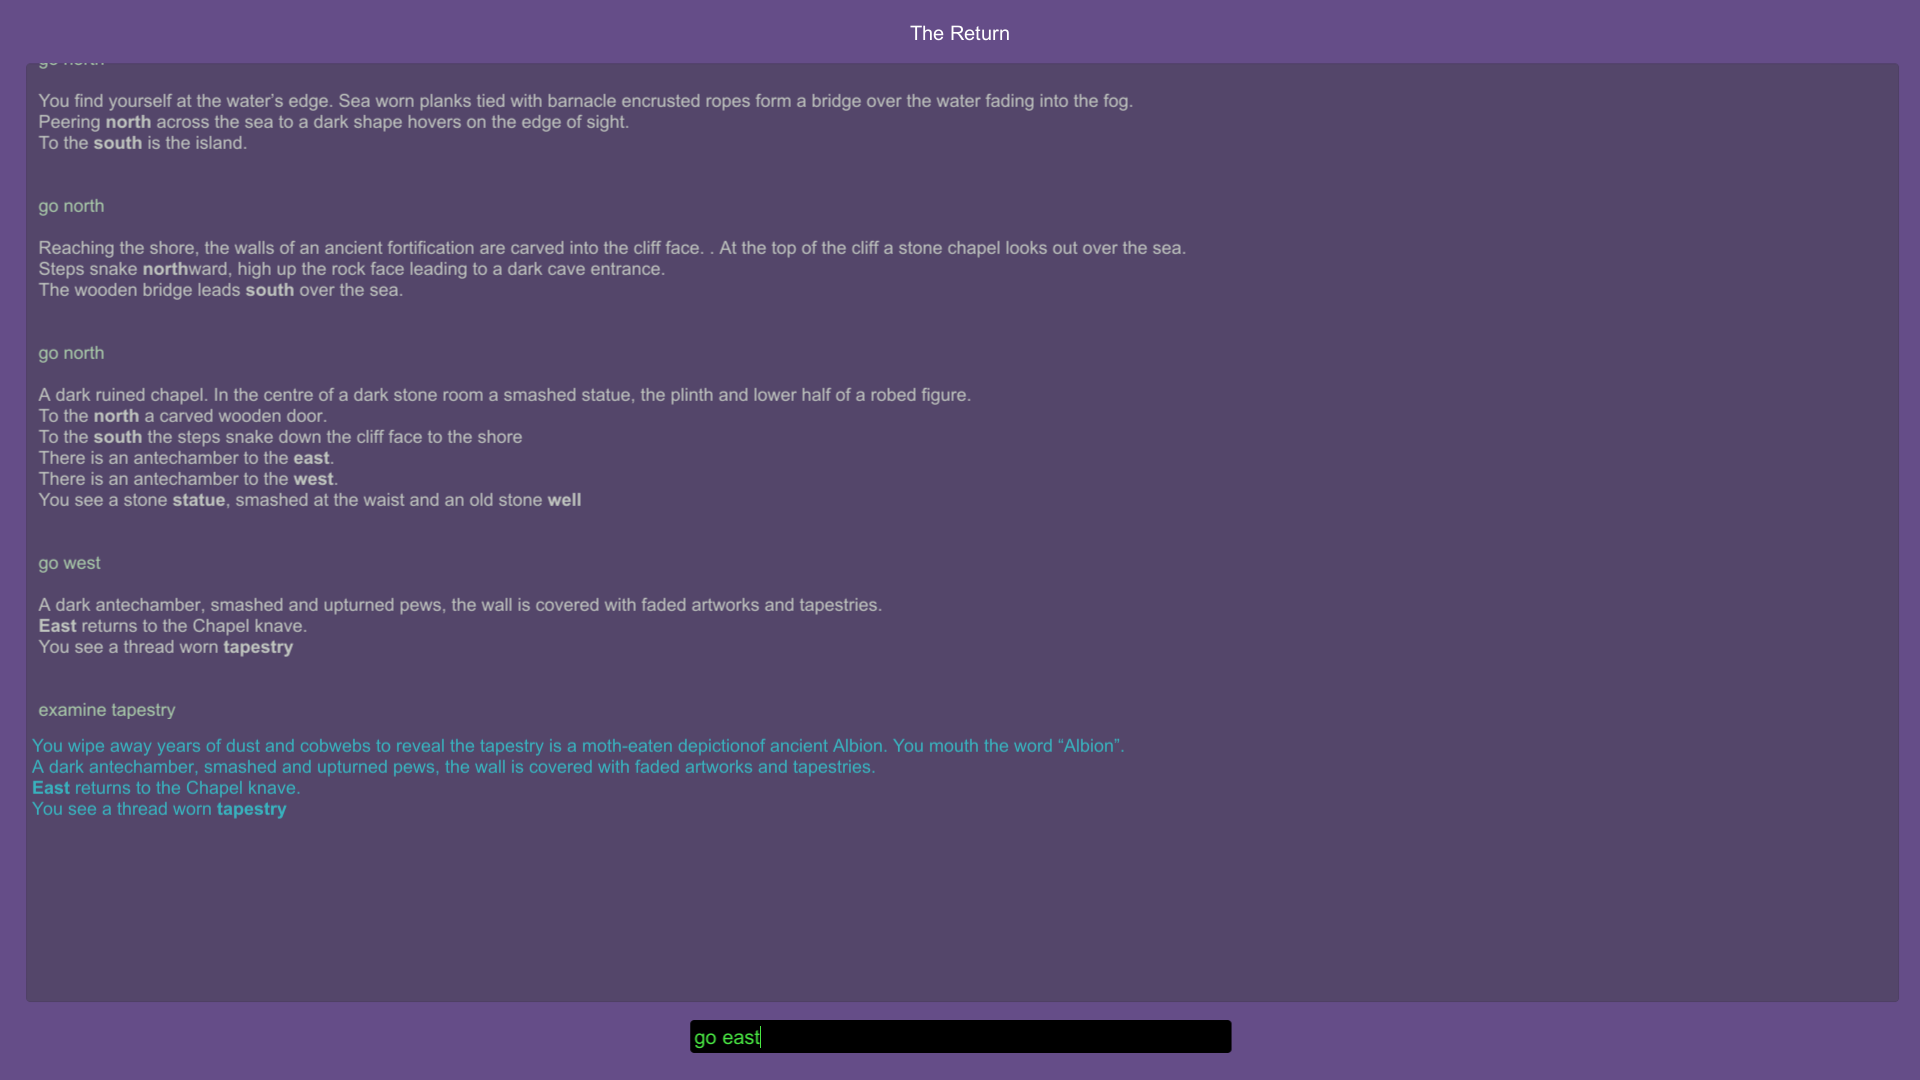 The Return
go north
You find yourself at the water’s edge. Sea worn planks tied with barnacle encrusted ropes form a bridge over the water fading into the fog.
Peering north across the sea to a dark shape hovers on the edge of sight.
To the south is the island.
go north
Reaching the shore, the walls of an ancient fortification are carved into the cliff face. . At the top of the cliff a stone chapel looks out over the sea.
Steps snake northward, high up the rock face leading to a dark cave entrance.
The wooden bridge leads south over the sea.
go north
A dark ruined chapel. In the centre of a dark stone room a smashed statue, the plinth and lower half of a robed figure.
To the north a carved wooden door.
To the south the steps snake down the cliff face to the shore
There is an antechamber to the east.
There is an antechamber to the west.
You see a stone statue, smashed at the waist and an old stone well
go west
A dark antechamber, smashed and upturned pews, the wall is covered with faded artworks and tapestries.
East returns to the Chapel knave.
You see a thread worn tapestry
examine tapestry
You wipe away years of dust and cobwebs to reveal the tapestry is a moth-eaten depictionof ancient Albion. You mouth the word “Albion”.
A dark antechamber, smashed and upturned pews, the wall is covered with faded artworks and tapestries.
East returns to the Chapel knave.
You see a thread worn tapestry
go east